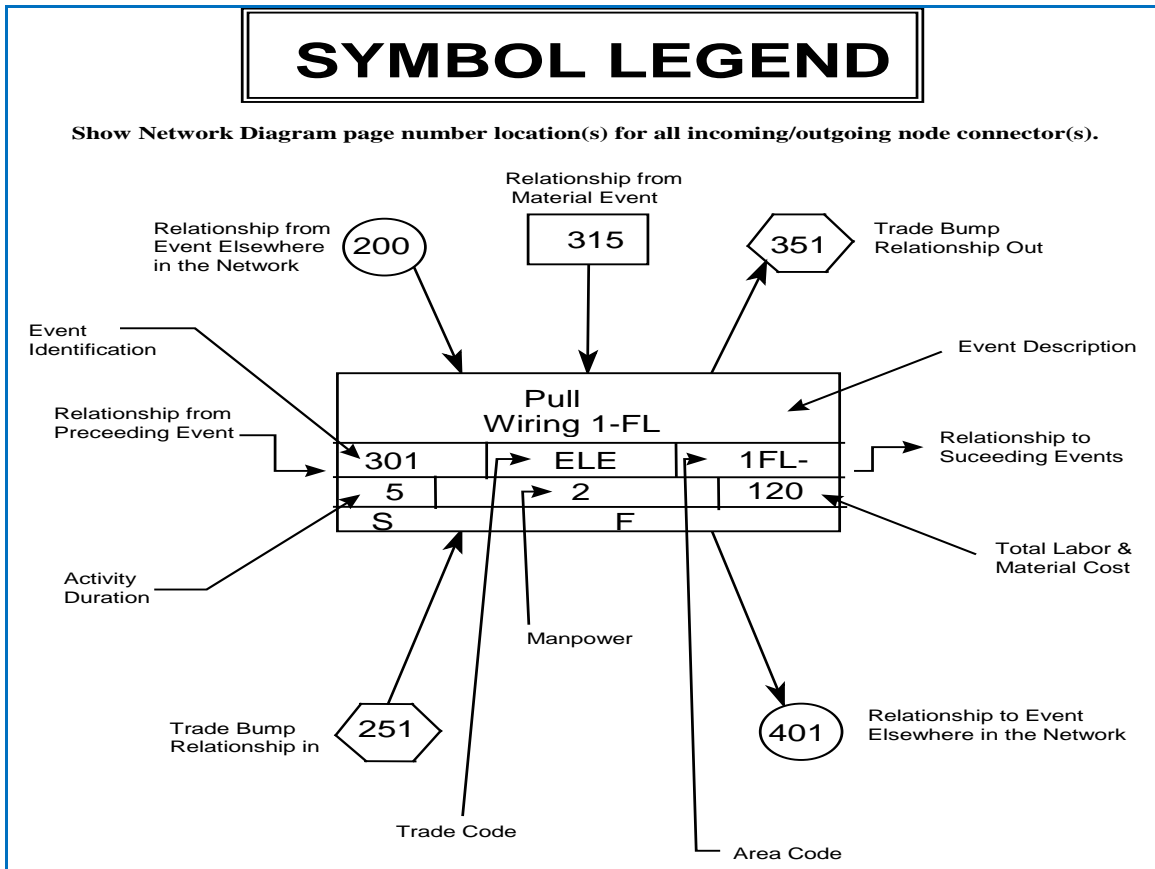 SYMBOL LEGEND
Show Network Diagram page number location(s) for all incoming/outgoing node connector(s).
Relationship from
Material Event
Relationship from
Event Elsewhere
in the Network
200
315
351
Trade Bump
Relationship Out
Event
Identification
Event Description
Pull
Wiring 1-FL
Relationship from
Preceeding Event
Relationship to
Suceeding Events
301
ELE
1FL-
5
2
120
S
F
Activity
Duration
Total Labor &
Material Cost
Manpower
Trade Bump
Relationship in
251
401
Relationship to Event
Elsewhere in the Network
Trade Code
Area Code